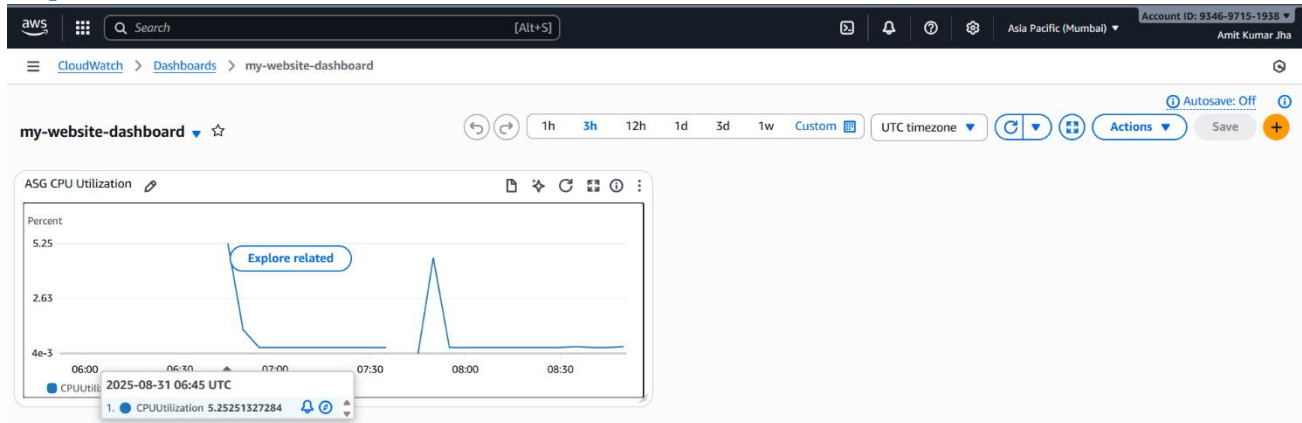 aws
Search [Alt+S]
Asia Pacific (Mumbai)
Account ID: 9346-9715-1938
Amit Kumar Jha
CloudWatch > Dashboards > my-website-dashboard
Autosave: Off
my-website-dashboard
1h 3h 12h 1d 3d 1w Custom UTC timezone Actions Save
ASG CPU Utilization
Percent
5.25
Explore related
2.63
4e-3
06:00 06:30 07:00 07:30 08:00 08:30
2025-08-31 06:45 UTC
1. CPUUtilization 5.25251327284